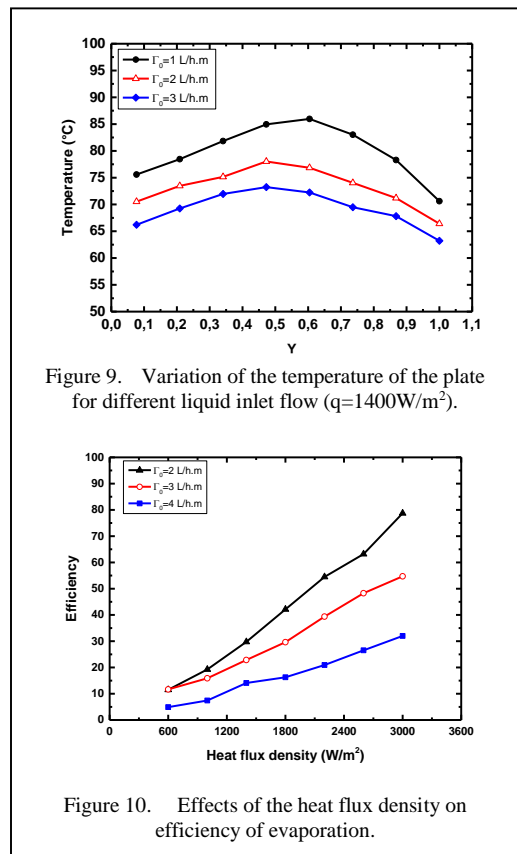 100
95
90
85
80
75
70
65
60
55
50
Temperature (°C)
Γ₀=1 L/h.m
Γ₀=2 L/h.m
Γ₀=3 L/h.m
0,0 0,1 0,2 0,3 0,4 0,5 0,6 0,7 0,8 0,9 1,0 1,1
Y
Figure 9. Variation of the temperature of the plate
for different liquid inlet flow (q=1400W/m²).
100
90
80
70
60
50
40
30
20
10
0
Efficiency
Γ₀=2 L/h.m
Γ₀=3 L/h.m
Γ₀=4 L/h.m
0 600 1200 1800 2400 3000 3600
Heat flux density (W/m²)
Figure 10. Effects of the heat flux density on
efficiency of evaporation.